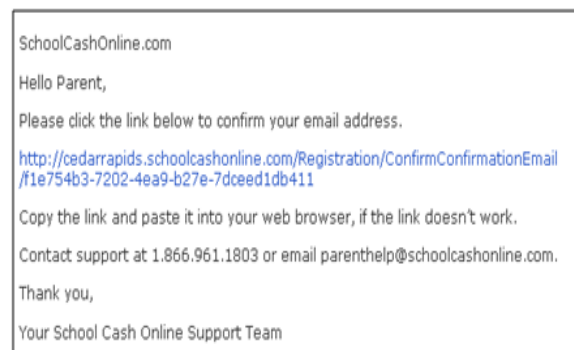 SchoolCashOnline.com
Hello Parent,
Please click the link below to confirm your email address.
http://cedarrapids.schoolcashonline.com/Registration/ConfirmConfirmationEmail
/f1e754b3-7202-4ea9-b27e-7dceed1db411
Copy the link and paste it into your web browser, if the link doesn't work.
Contact support at 1.866.961.1803 or email parenthelp@schoolcashonline.com.
Thank you,
Your School Cash Online Support Team